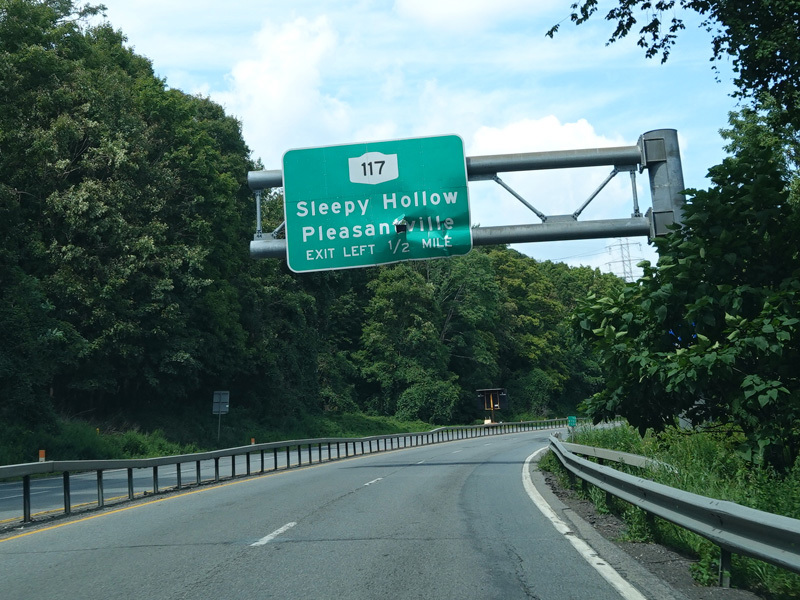 117
Sleepy Hollow
Pleasantville
EXIT LEFT 1/2 MILE